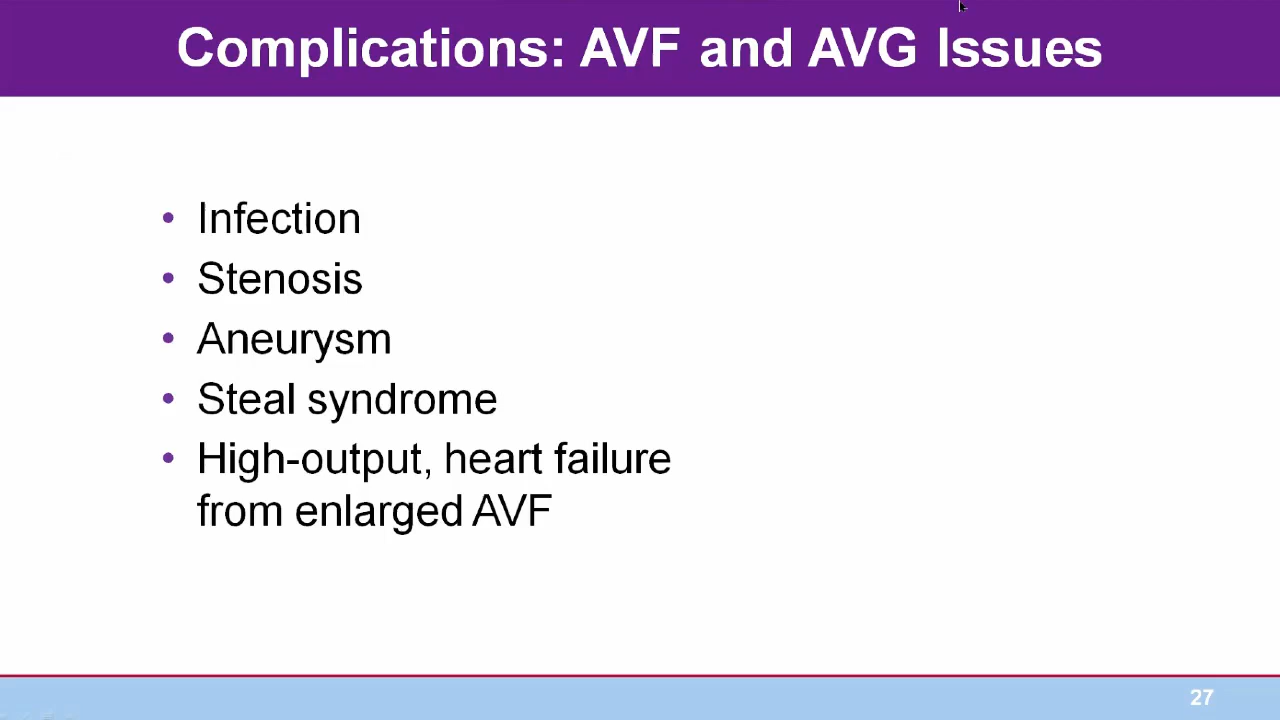 Complications: AVF and AVG Issues
• Infection
• Stenosis
• Aneurysm
• Steal syndrome
• High-output, heart failure
from enlarged AVF
27